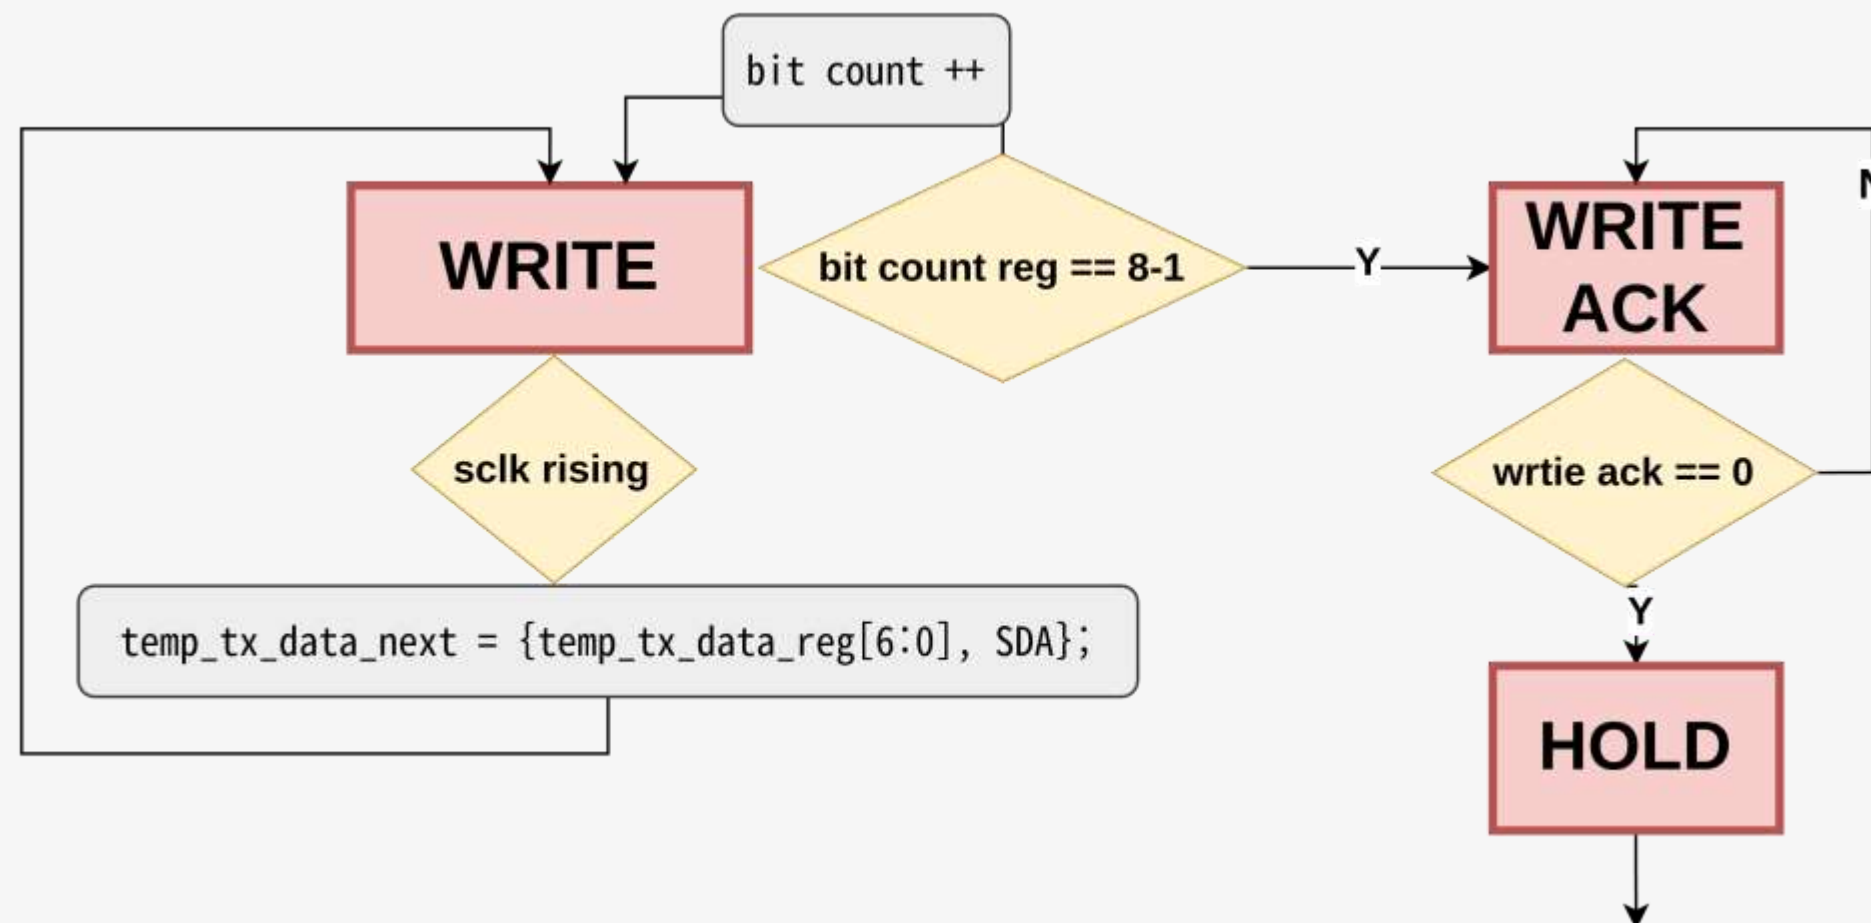 bit count ++
WRITE
bit count reg == 8-1
Y
WRITE
ACK
sclk rising
wrtie ack == 0
Y
temp_tx_data_next = {temp_tx_data_reg[6:0], SDA};
HOLD